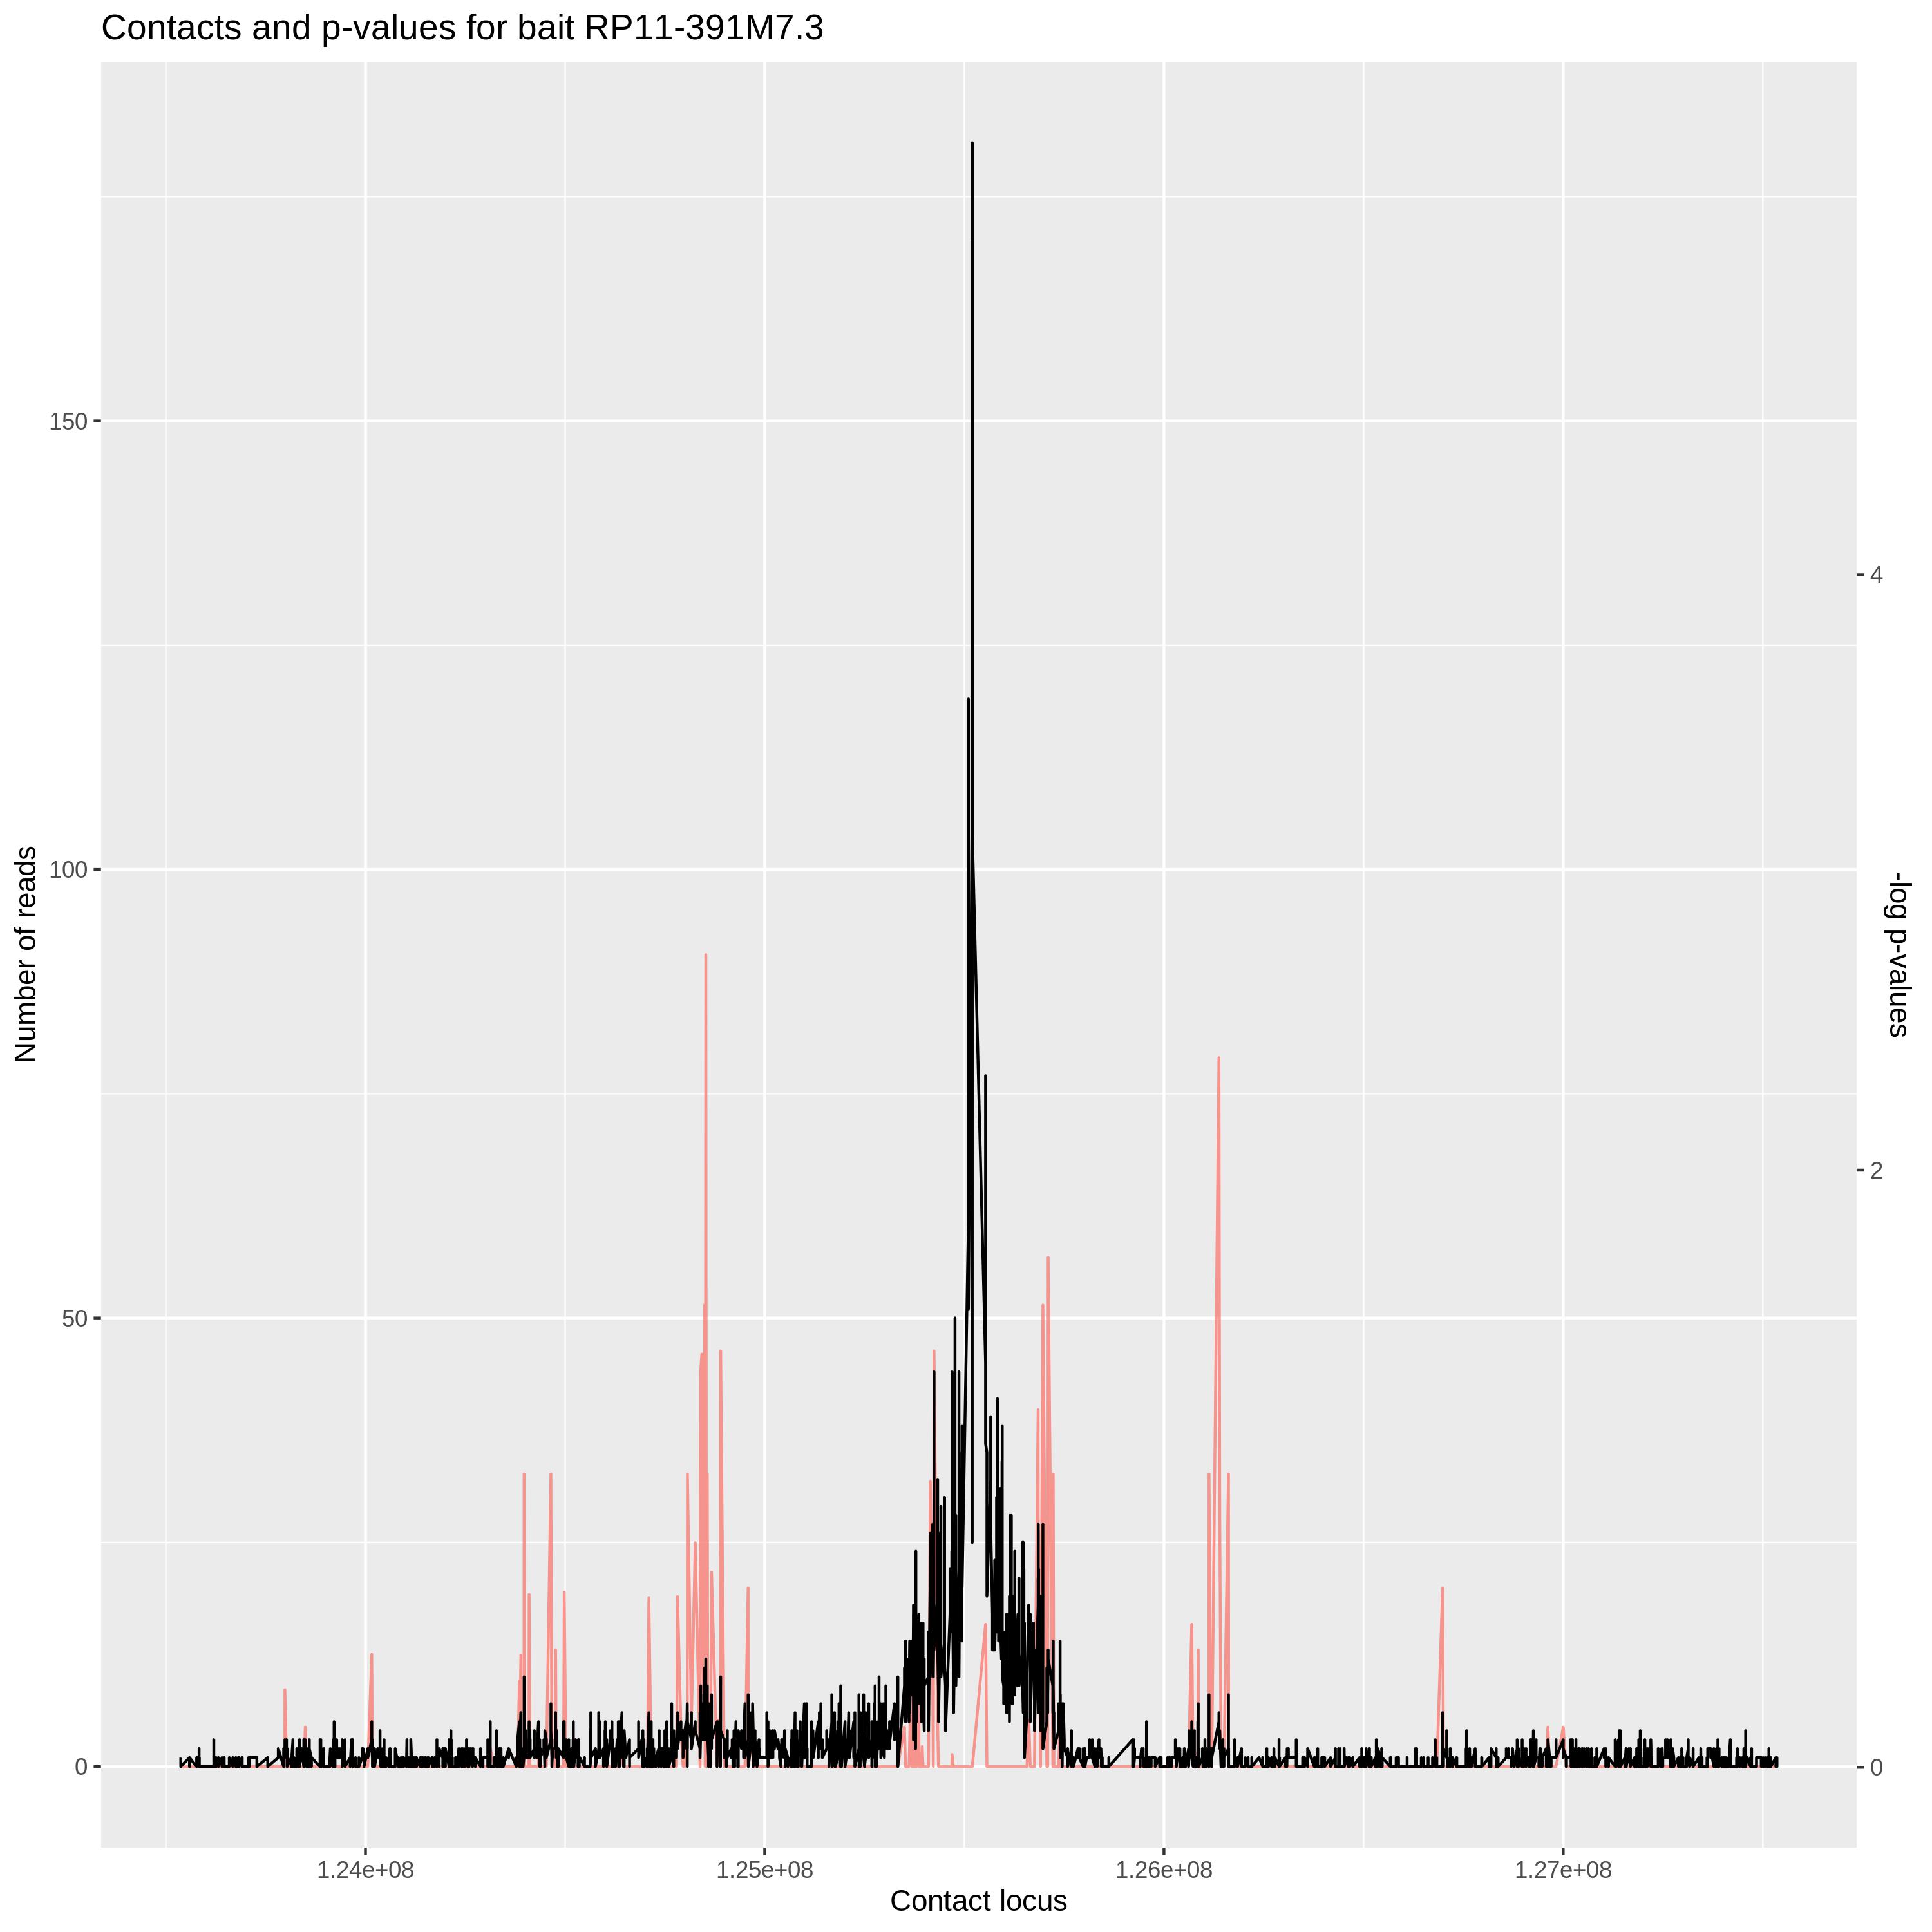 Contacts and p-values for bait RP11-391M7.3
Number of reads
150
100
50
0
4
2
0
-log p-values
1.24e+08 1.25e+08 1.26e+08 1.27e+08
Contact locus